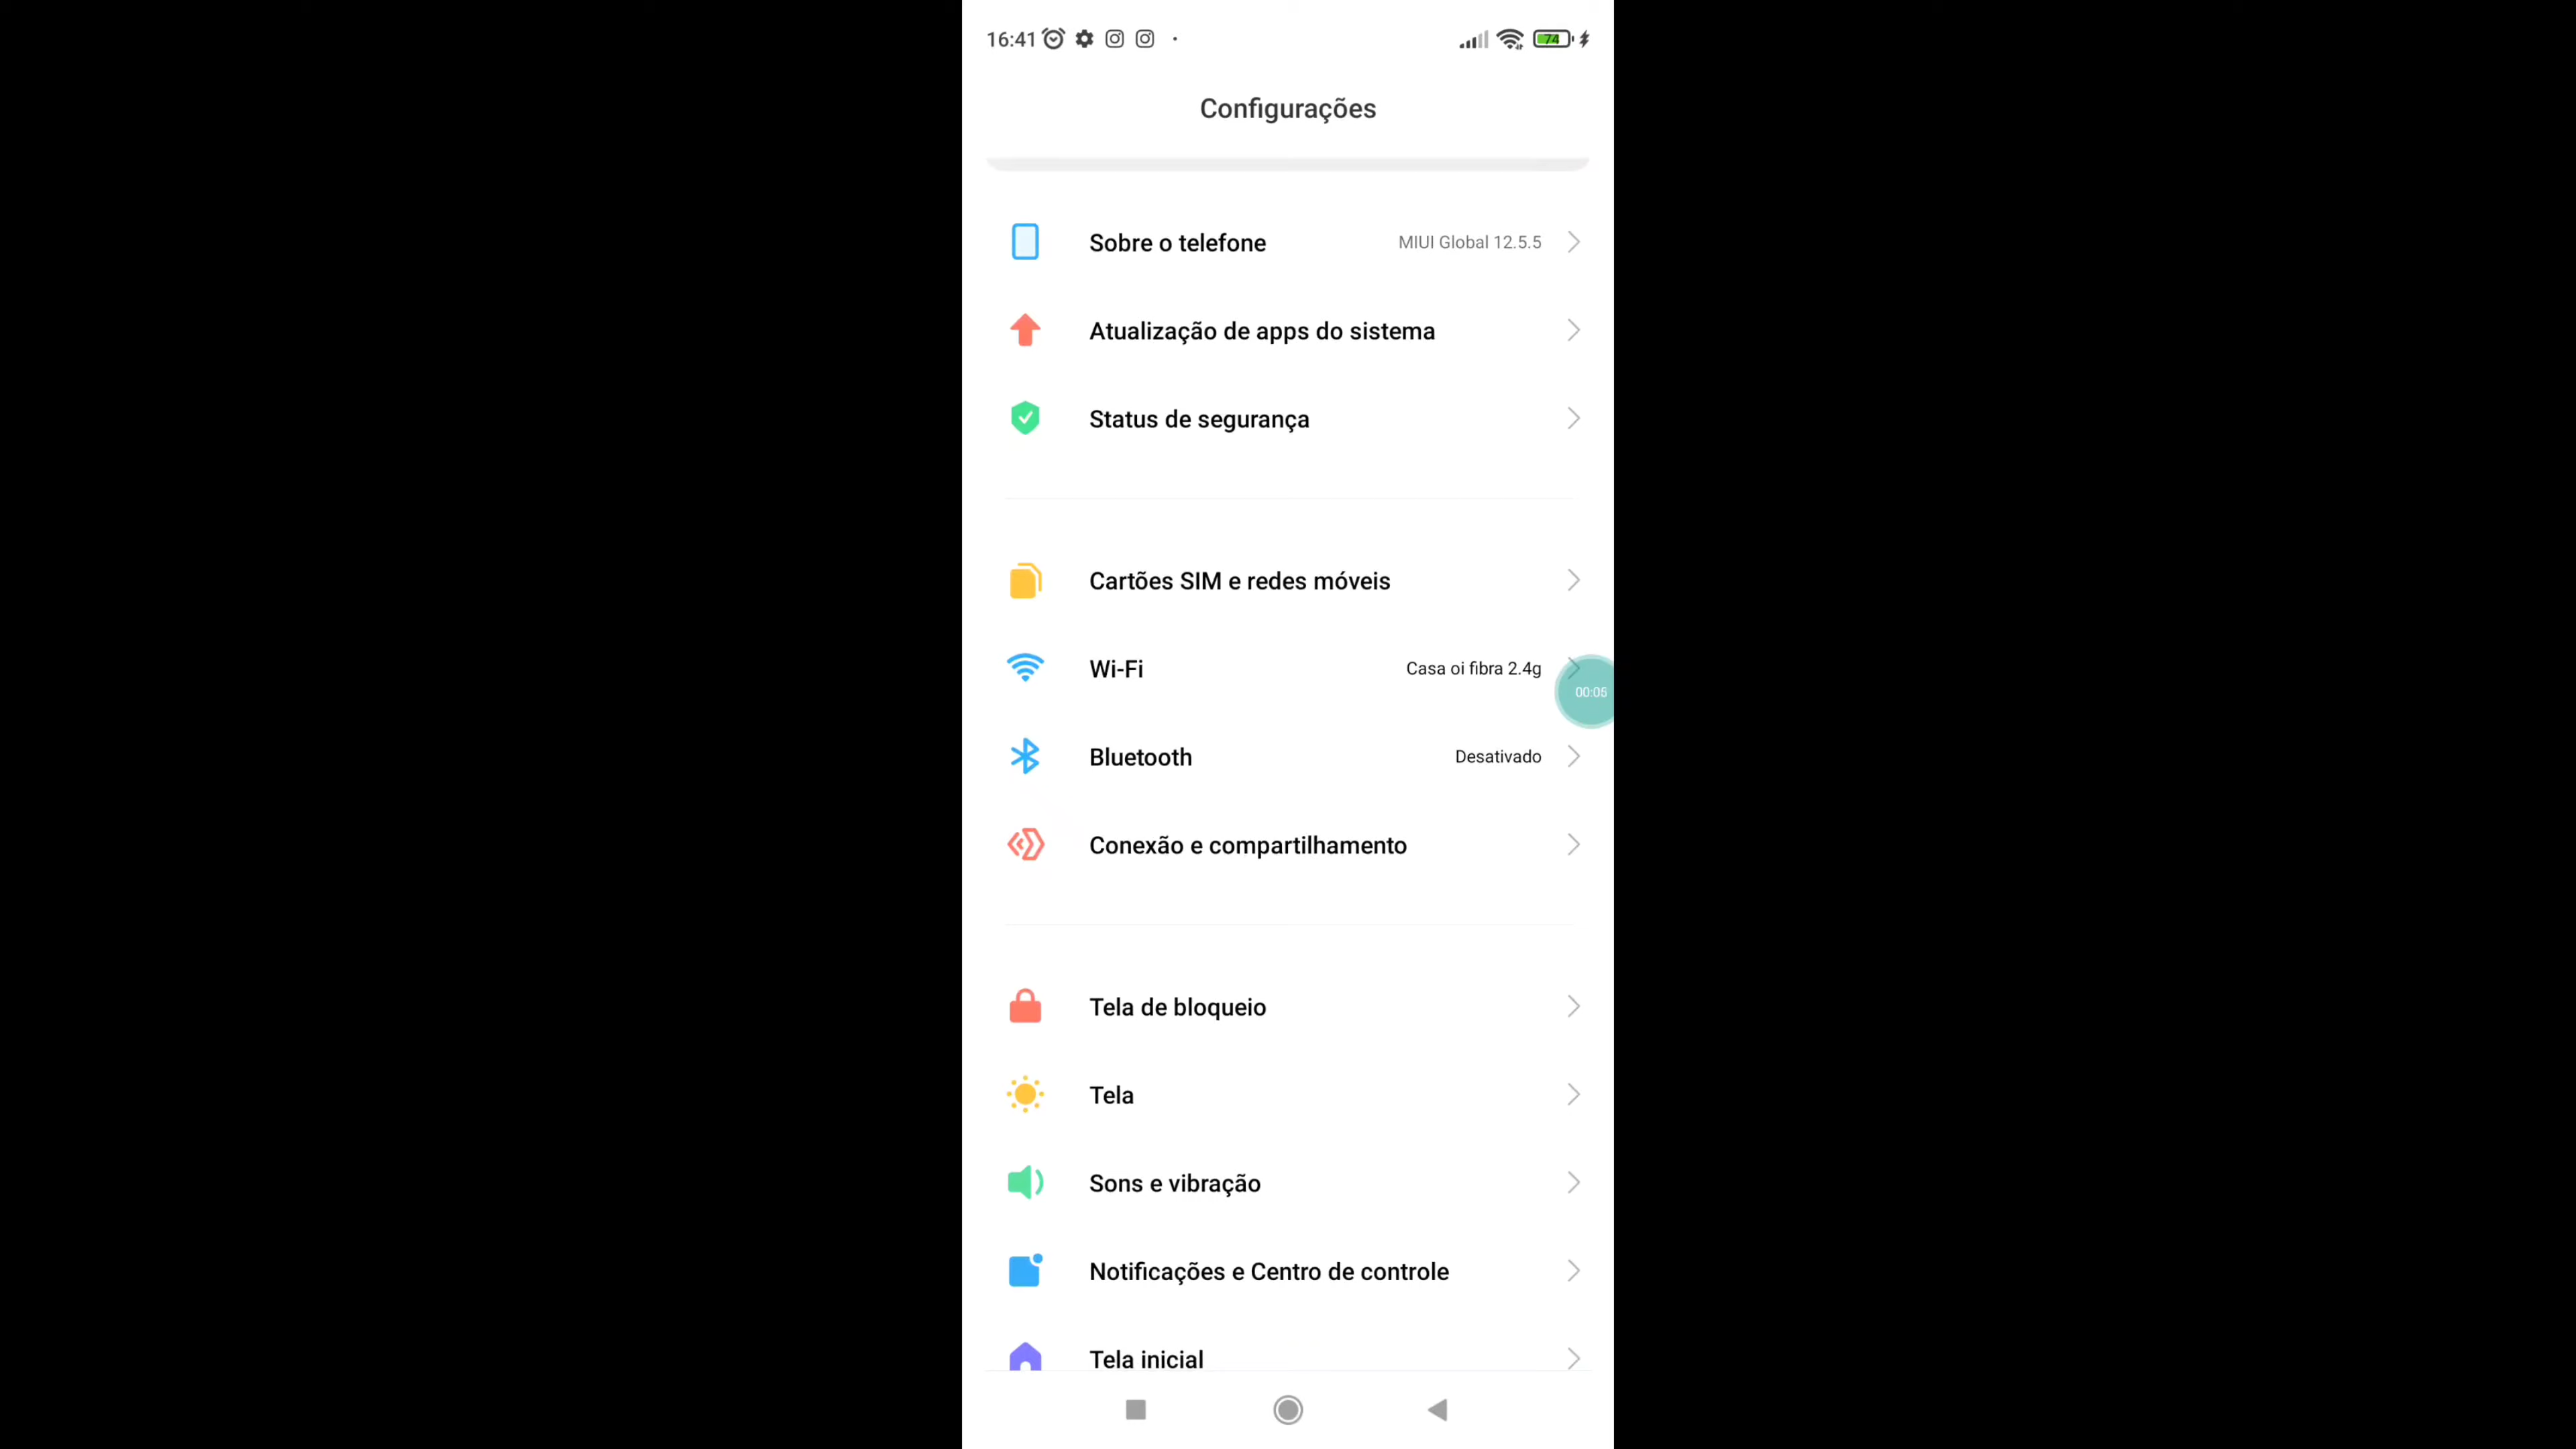 16:41
74
Configurações
Sobre o telefone MIUI Global 12.5.5
Atualização de apps do sistema
Status de segurança
Cartões SIM e redes móveis
Wi-Fi Casa oi fibra 2.4g
00:05
Bluetooth Desativado
Conexão e compartilhamento
Tela de bloqueio
Tela
Sons e vibração
Notificações e Centro de controle
Tela inicial